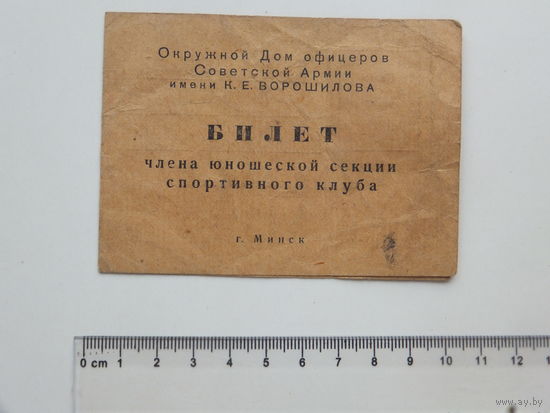 Окружной Дом офицеров
Советской Армии
имени К. Е. ВОРОШИЛОВА
БИЛЕТ
члена юношеской секции
спортивного клуба
г. Минск
0 cm 1 2 3 4 5 6 7 8 9 10 11 12
www.ay.by